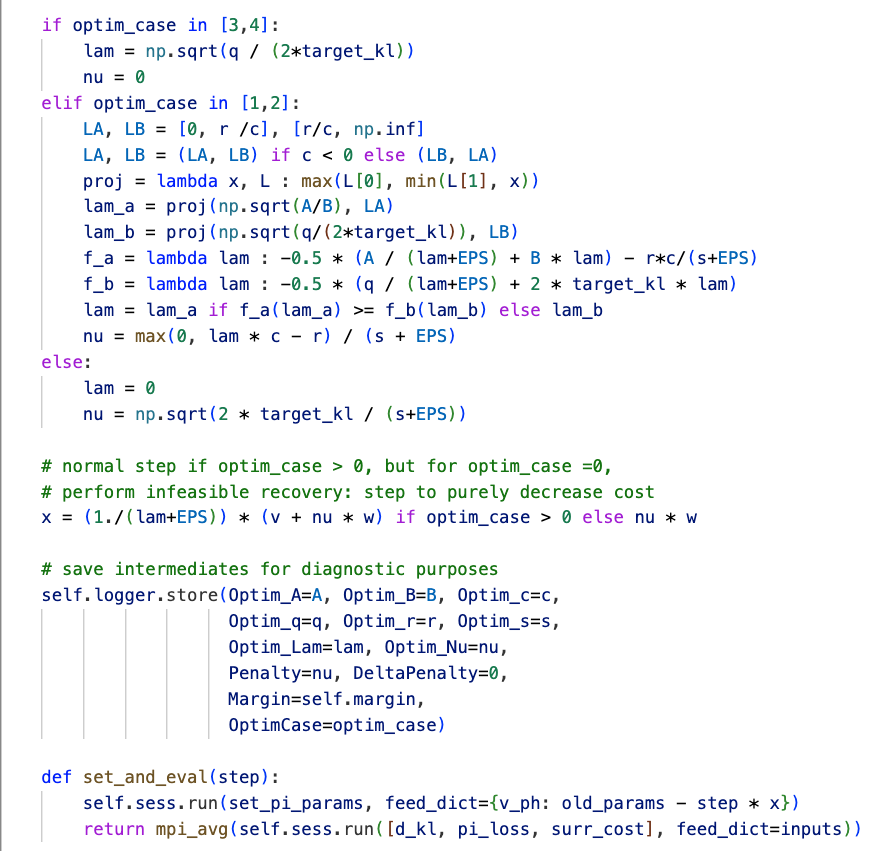 if optim_case in [3,4]:
    lam = np.sqrt(q / (2*target_kl))
    nu = 0
elif optim_case in [1,2]:
    LA, LB = [0, r /c], [r/c, np.inf]
    LA, LB = (LA, LB) if c < 0 else (LB, LA)
    proj = lambda x, L : max(L[0], min(L[1], x))
    lam_a = proj(np.sqrt(A/B), LA)
    lam_b = proj(np.sqrt(q/(2*target_kl)), LB)
    f_a = lambda lam : -0.5 * (A / (lam+EPS) + B * lam) - r*c/(s+EPS)
    f_b = lambda lam : -0.5 * (q / (lam+EPS) + 2 * target_kl * lam)
    lam = lam_a if f_a(lam_a) >= f_b(lam_b) else lam_b
    nu = max(0, lam * c - r) / (s + EPS)
else:
    lam = 0
    nu = np.sqrt(2 * target_kl / (s+EPS))
# normal step if optim_case > 0, but for optim_case =0,
# perform infeasible recovery: step to purely decrease cost
x = (1./(lam+EPS)) * (v + nu * w) if optim_case > 0 else nu * w
# save intermediates for diagnostic purposes
self.logger.store(Optim_A=A, Optim_B=B, Optim_c=c,
                  Optim_q=q, Optim_r=r, Optim_s=s,
                  Optim_Lam=lam, Optim_Nu=nu,
                  Penalty=nu, DeltaPenalty=0,
                  Margin=self.margin,
                  OptimCase=optim_case)
def set_and_eval(step):
    self.sess.run(set_pi_params, feed_dict={v_ph: old_params - step * x})
    return mpi_avg(self.sess.run([d_kl, pi_loss, surr_cost], feed_dict=inputs))